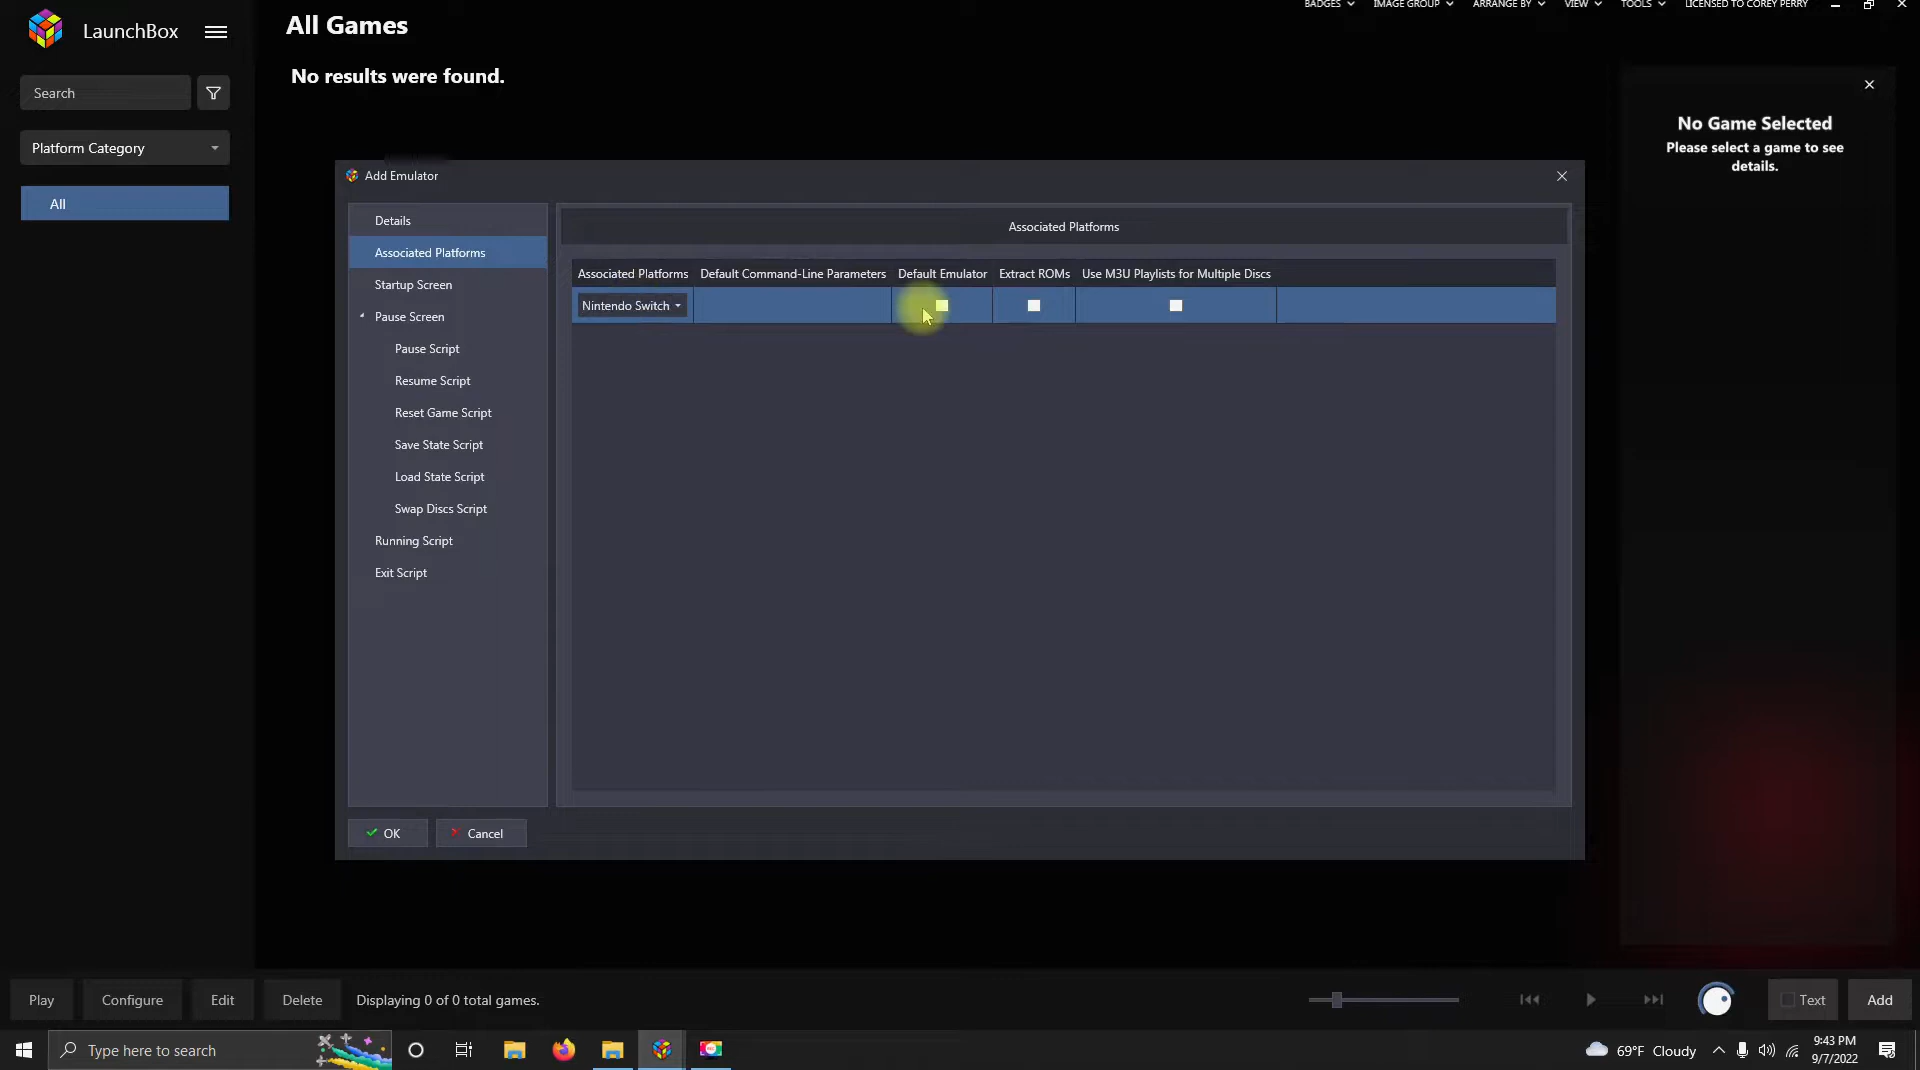 LaunchBox
All Games
BADGES
IMAGE GROUP
ARRANGE BY
VIEW
TOOLS
LICENSED TO COREY PERRY
No results were found.
Search
Platform Category
All
No Game Selected
Please select a game to see
details.
Add Emulator
Details
Associated Platforms
Startup Screen
Pause Screen
Pause Script
Resume Script
Reset Game Script
Save State Script
Load State Script
Swap Discs Script
Running Script
Exit Script
Associated Platforms
Associated Platforms Default Command-Line Parameters Default Emulator Extract ROMs Use M3U Playlists for Multiple Discs
Nintendo Switch
OK
Cancel
Play
Configure
Edit
Delete
Displaying 0 of 0 total games.
Text
Add
Type here to search
69°F Cloudy
9:43 PM
9/7/2022